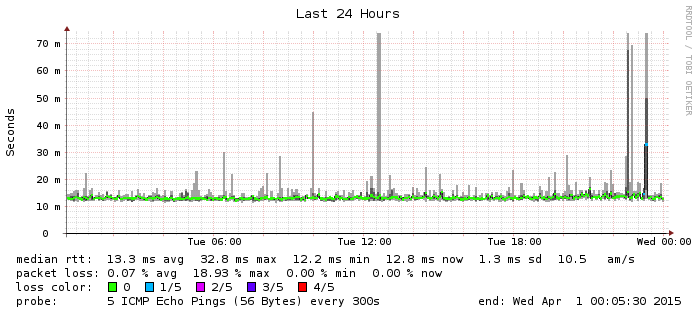 Last 24 Hours
RRDTOOL / TOBI OETIKER
Seconds
70 m
60 m
50 m
40 m
30 m
20 m
10 m
0
Tue 06:00 Tue 12:00 Tue 18:00 Wed 00:00
median rtt: 13.3 ms avg 32.8 ms max 12.2 ms min 12.8 ms now 1.3 ms sd 10.5 am/s
packet loss: 0.07 % avg 18.93 % max 0.00 % min 0.00 % now
loss color: 0 1/5 2/5 3/5 4/5
probe: 5 ICMP Echo Pings (56 Bytes) every 300s end: Wed Apr 1 00:05:30 2015